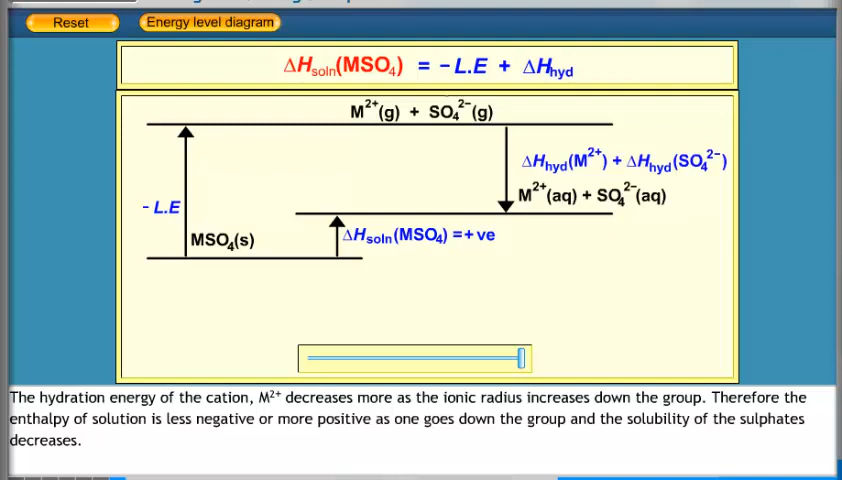 Reset
Energy level diagram
ΔHsoln(MSO₄) = – L.E + ΔHhyd
M²⁺(g) + SO₄²⁻(g)
ΔHhyd(M²⁺) + ΔHhyd(SO₄²⁻)
M²⁺(aq) + SO₄²⁻(aq)
- L.E
MSO₄(s)
ΔHsoln(MSO₄) = + ve
The hydration energy of the cation, M²⁺ decreases more as the ionic radius increases down the group. Therefore the
enthalpy of solution is less negative or more positive as one goes down the group and the solubility of the sulphates
decreases.